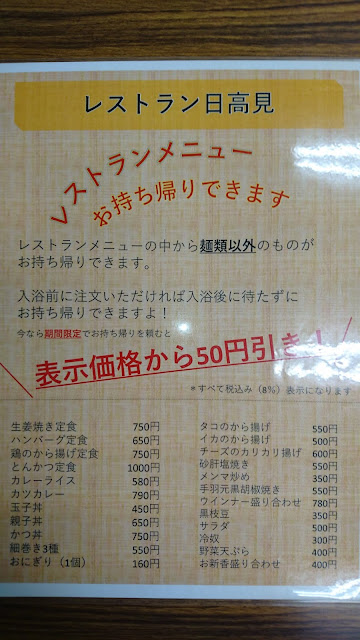 レストラン日高見
レストランメニュー
お持ち帰りできます
レストランメニューの中から麺類以外のものが
お持ち帰りできます。
入浴前に注文いただければ入浴後に待たずに
お持ち帰りできますよ！
今なら期間限定でお持ち帰りを頼むと
＼表示価格から50円引き！／
＊すべて税込み（8%）表示になります
生姜焼き定食 750円
ハンバーグ定食 650円
鶏のから揚げ定食 750円
とんかつ定食 1000円
カレーライス 580円
カツカレー 790円
玉子丼 450円
親子丼 650円
かつ丼 750円
細巻き3種 550円
おにぎり（1個） 160円
タコのから揚げ 550円
イカのから揚げ 500円
チーズのカリカリ揚げ 600円
砂肝塩焼き 550円
メンマ炒め 350円
手羽元黒胡椒焼き 550円
ウインナー盛り合わせ 780円
黒枝豆 350円
サラダ 500円
冷奴 300円
野菜天ぷら 400円
お新香盛り合わせ 400円